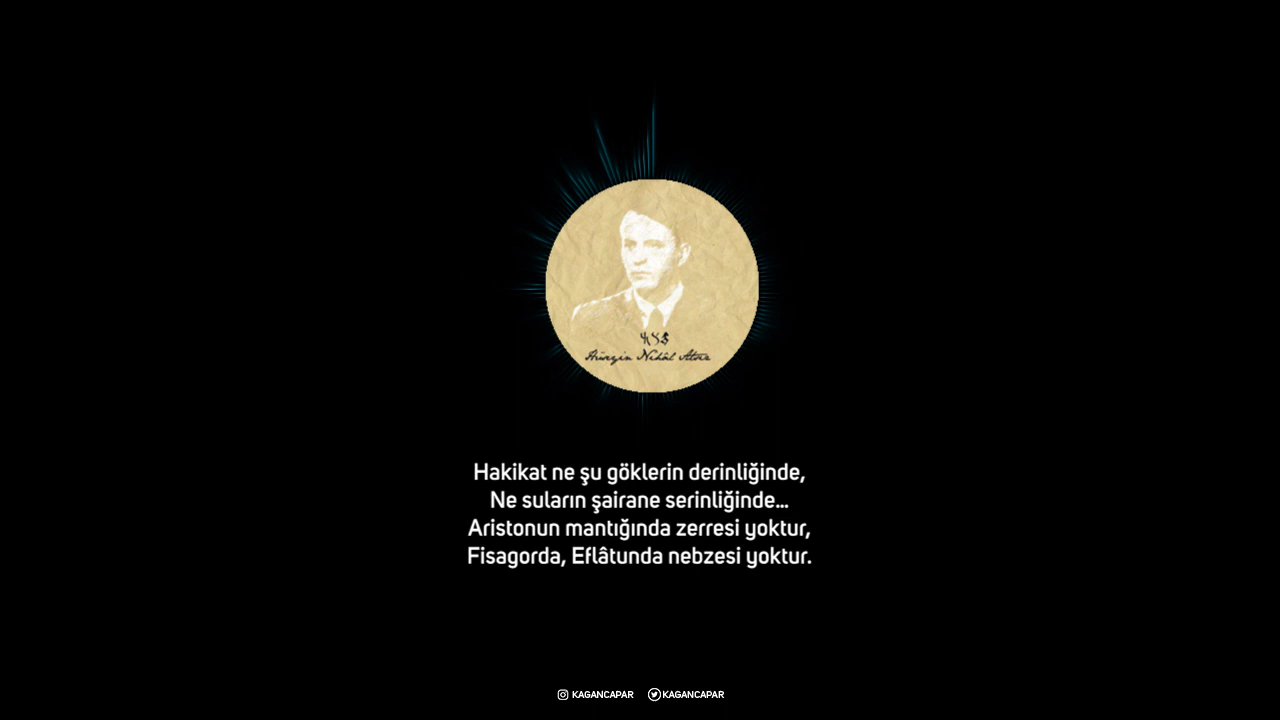 Hüseyin Nihâl Atsız
Hakikat ne şu göklerin derinliğinde,
Ne suların şairane serinliğinde...
Aristonun mantığında zerresi yoktur,
Fisagorda, Eflâtunda nebzesi yoktur.
KAGANCAPAR KAGANCAPAR